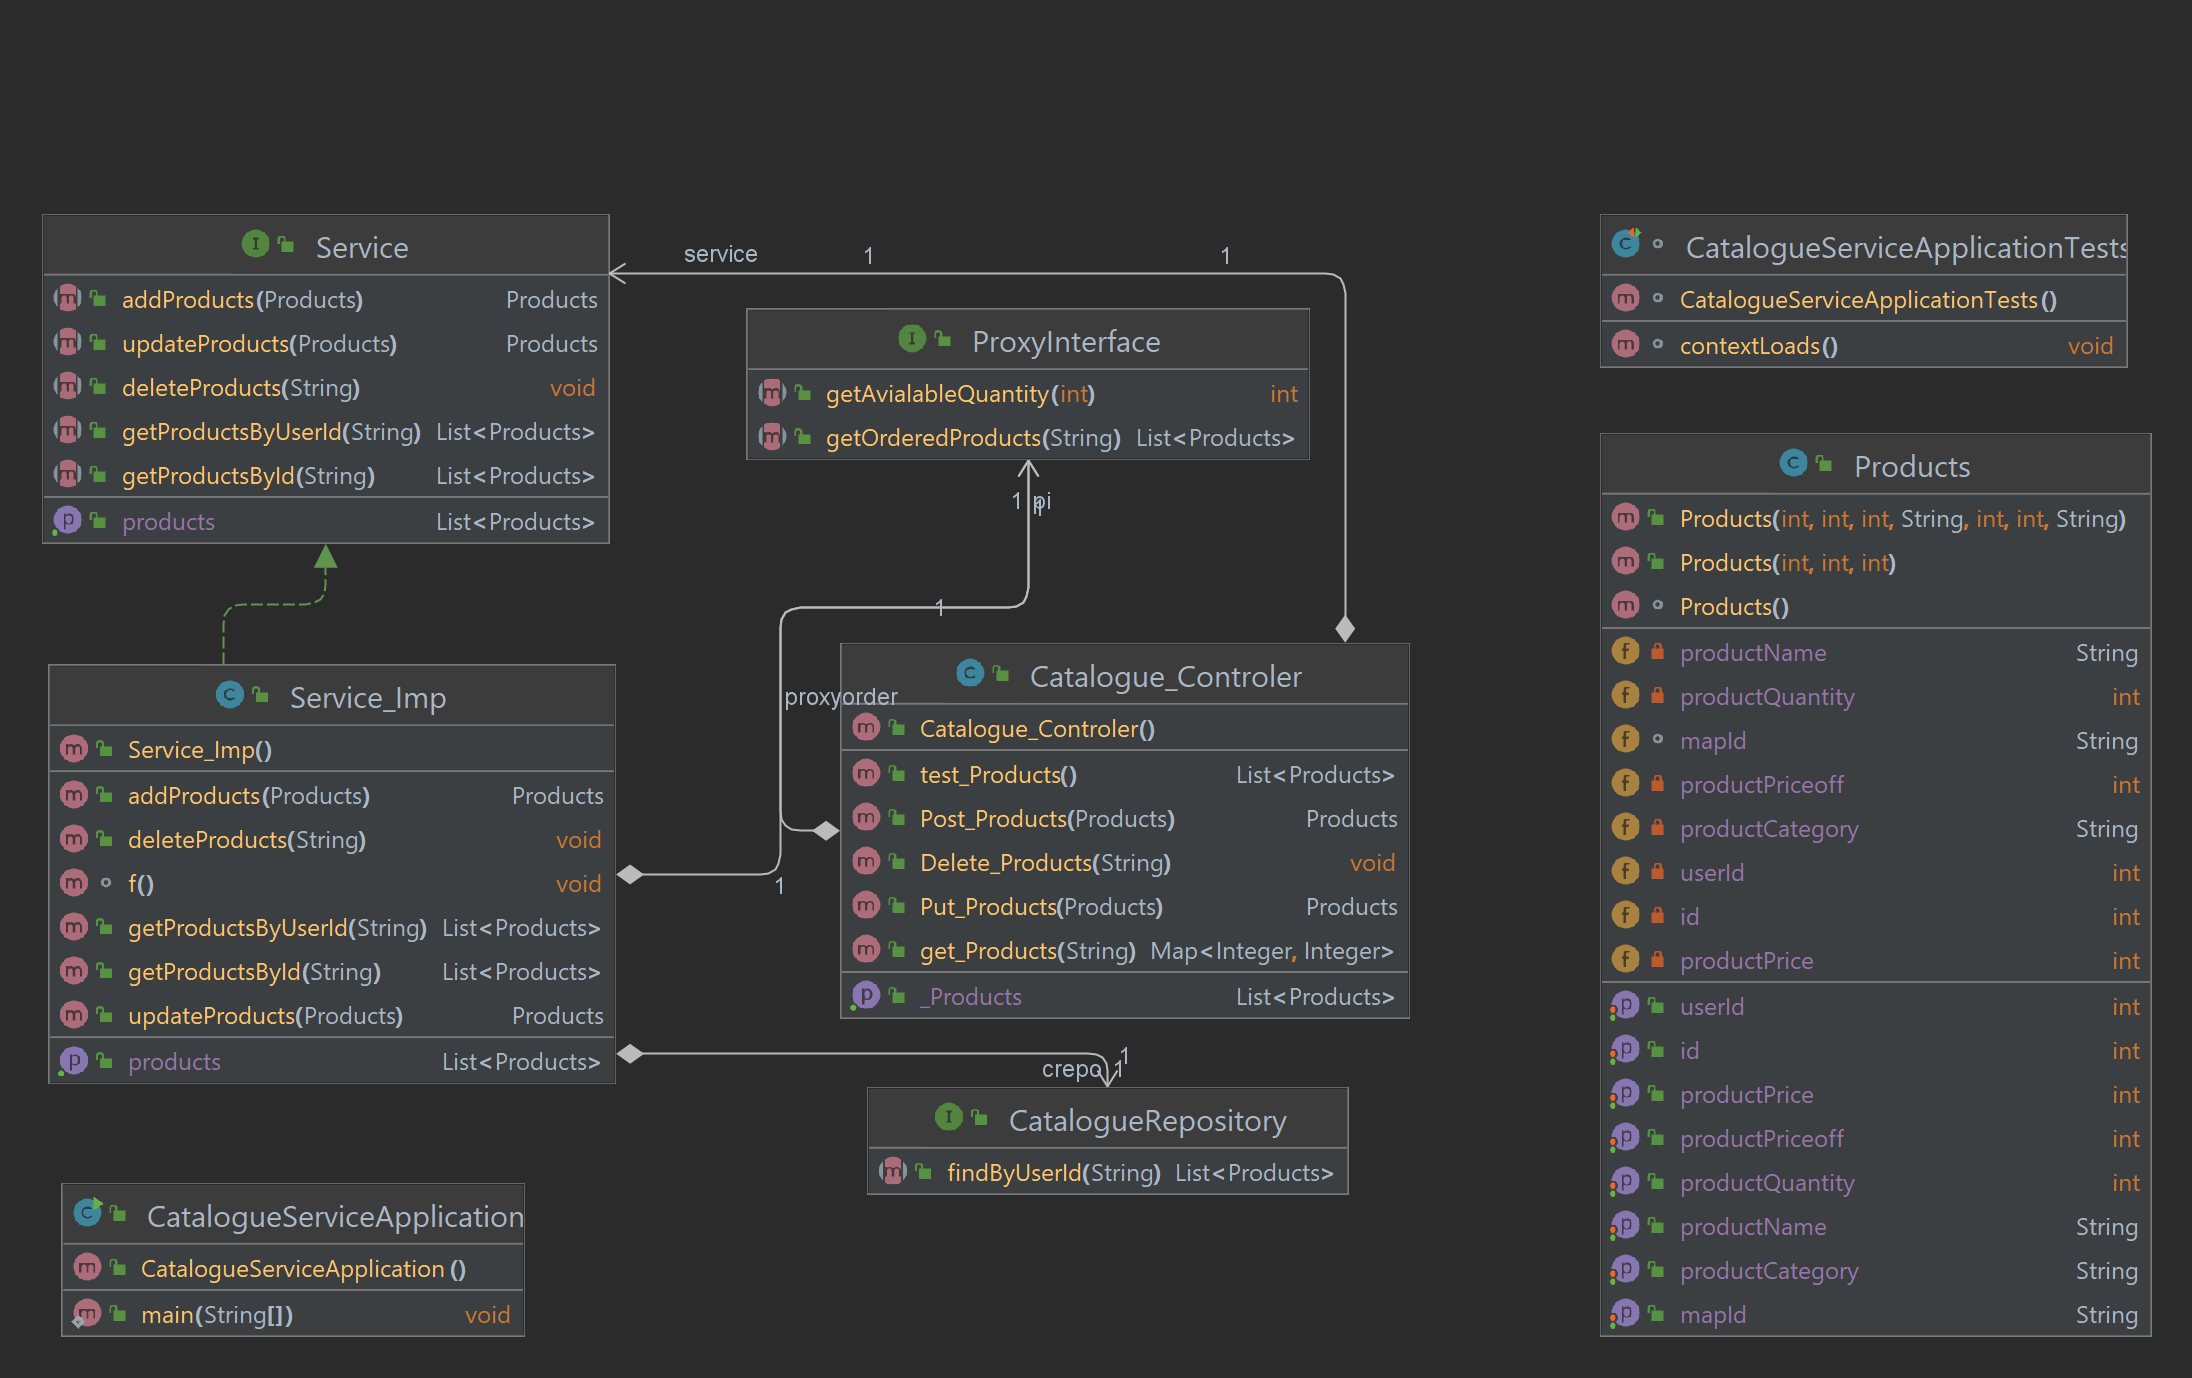 Service
addProducts(Products) Products
updateProducts(Products) Products
deleteProducts(String) void
getProductsByUserId(String) List<Products>
getProductsById(String) List<Products>
products List<Products>
service 1 1
ProxyInterface
getAvialableQuantity(int) int
getOrderedProducts(String) List<Products>
1 pi
1
1
proxyorder
1
Service_Imp
Service_Imp()
addProducts(Products) Products
deleteProducts(String) void
f() void
getProductsByUserId(String) List<Products>
getProductsById(String) List<Products>
updateProducts(Products) Products
products List<Products>
Catalogue_Controler
Catalogue_Controler()
test_Products() List<Products>
Post_Products(Products) Products
Delete_Products(String) void
Put_Products(Products) Products
get_Products(String) Map<Integer, Integer>
_Products List<Products>
1
crepo 1
CatalogueRepository
findByUserId(String) List<Products>
CatalogueServiceApplication
CatalogueServiceApplication()
main(String[]) void
CatalogueServiceApplicationTests
CatalogueServiceApplicationTests()
contextLoads() void
Products
Products(int, int, int, String, int, int, String)
Products(int, int, int)
Products()
productName String
productQuantity int
mapId String
productPriceoff int
productCategory String
userId int
id int
productPrice int
userId int
id int
productPrice int
productPriceoff int
productQuantity int
productName String
productCategory String
mapId String